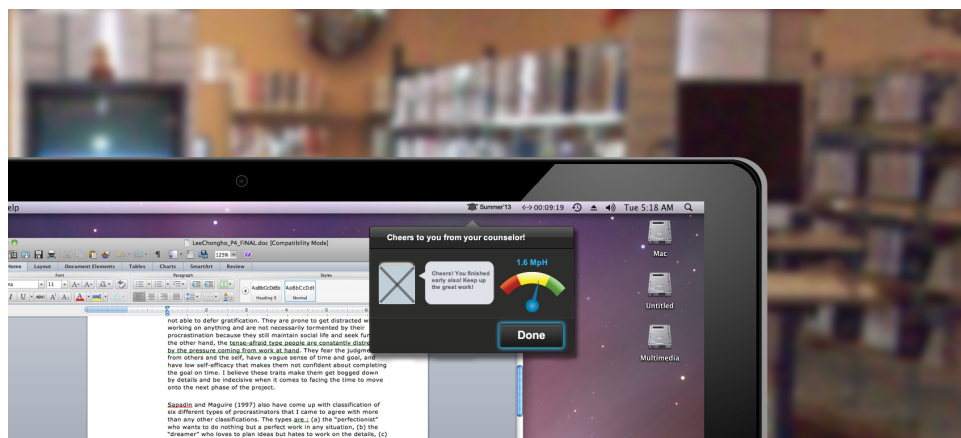 elp
Summer'13
00:09:19
Tue 5:18 AM
Cheers to you from your counselor!
Cheers! You finished
early also! Keep up
the great work!
1.6 MpH
Done
Mac
Untitled
Multimedia
LeeChongho_P4_FINAL.doc [Compatibility Mode]
125%
Home Layout Document Elements Tables Charts SmartArt Review
Font Paragraph Styles
11
AaBbCcDdEe AaBbCcDdI
Heading 9 Normal
not able to defer gratification. They are prone to get distracted w
working on anything and are not necessarily tormented by their
procrastination because they still maintain social life and seek fun
the other hand, the tense-afraid type people are constantly distre
by the pressure coming from work at hand. They fear the judgme
from others and the self, have a vague sense of time and goal, and
have low self-efficacy that makes them not confident about completing
the goal on time. I believe these traits make them get bogged down
by details and be indecisive when it comes to facing the time to move
onto the next phase of the project.
Sapadin and Maguire (1997) also have come up with classification of
six different types of procrastinators that I came to agree with more
than any other classifications. The types are : (a) the "perfectionist"
who wants to do nothing but a perfect work in any situation, (b) the
"dreamer" who loves to plan ideas but hates to work on the details, (c)